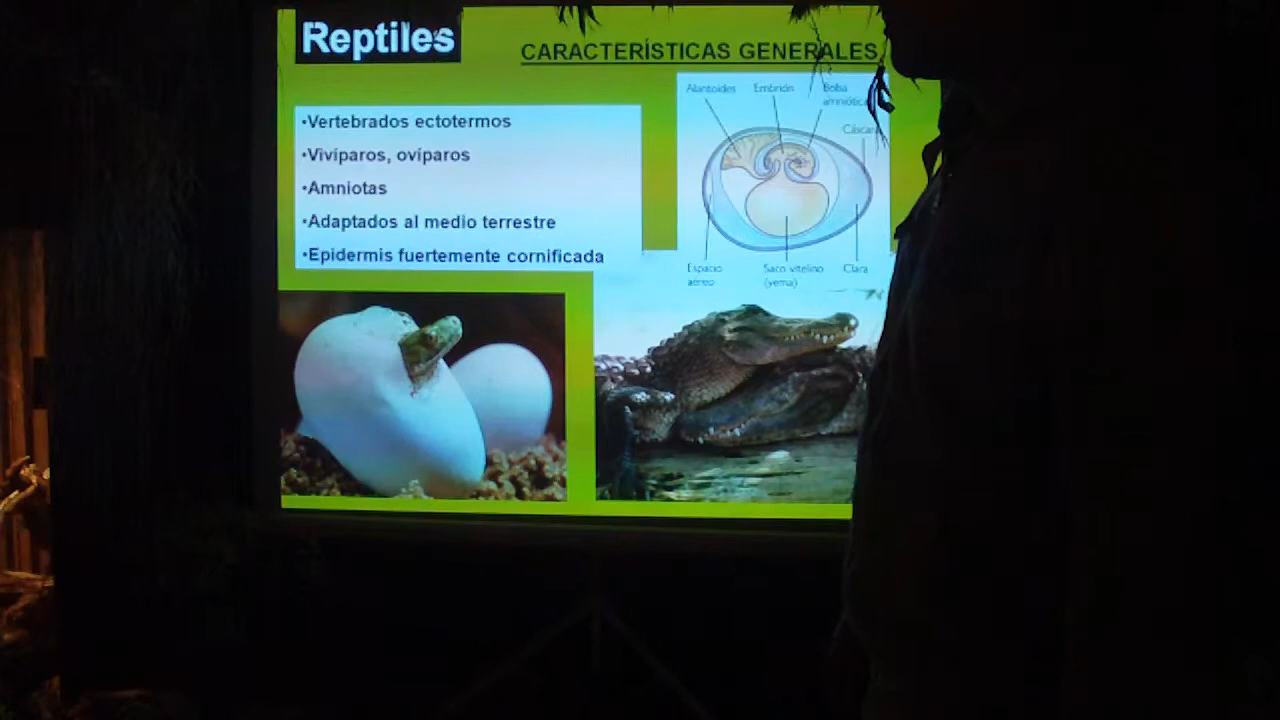 Reptiles
CARACTERÍSTICAS GENERALES
•Vertebrados ectotermos
•Vivíparos, ovíparos
•Amniotas
•Adaptados al medio terrestre
•Epidermis fuertemente cornificada
Alantoides
Embrión
Bolsa
amniótica
Cáscara
Espacio
aéreo
Saco vitelino
(yema)
Clara